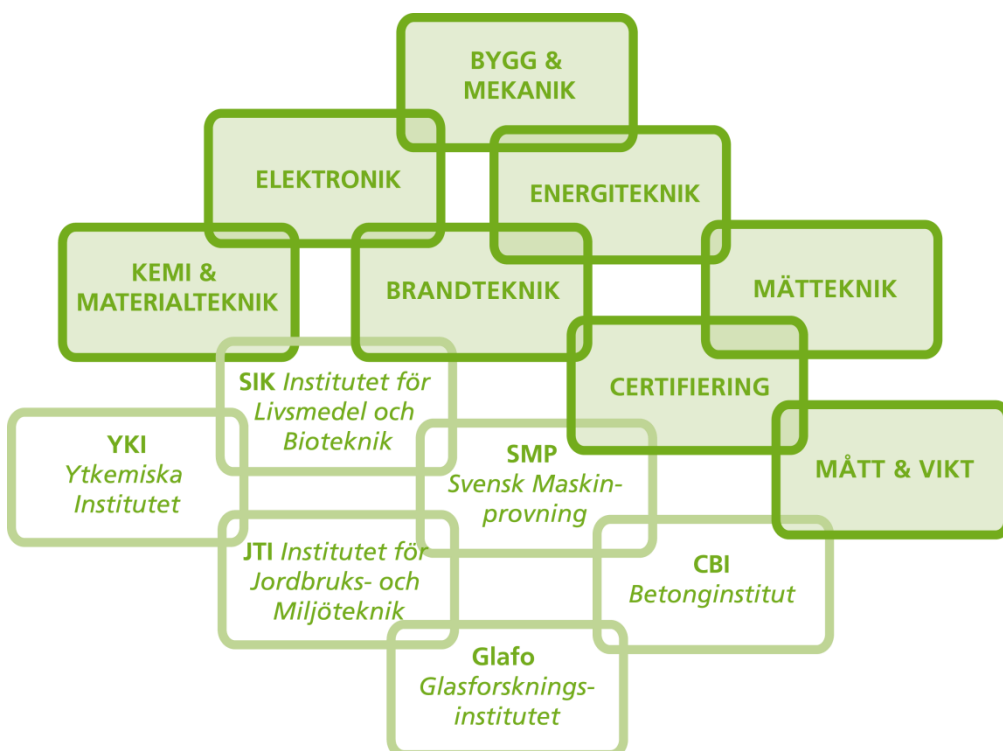 BYGG &
MEKANIK
ELEKTRONIK
ENERGITEKNIK
KEMI &
MATERIALTEKNIK
BRANDTEKNIK
MÄTTEKNIK
SIK Institutet för
Livsmedel och
Bioteknik
CERTIFIERING
YKI
Ytkemiska
Institutet
SMP
Svensk Maskin-
provning
MÅTT & VIKT
JTI Institutet för
Jordbruks- och
Miljöteknik
CBI
Betonginstitut
Glafo
Glasforsknings-
institutet